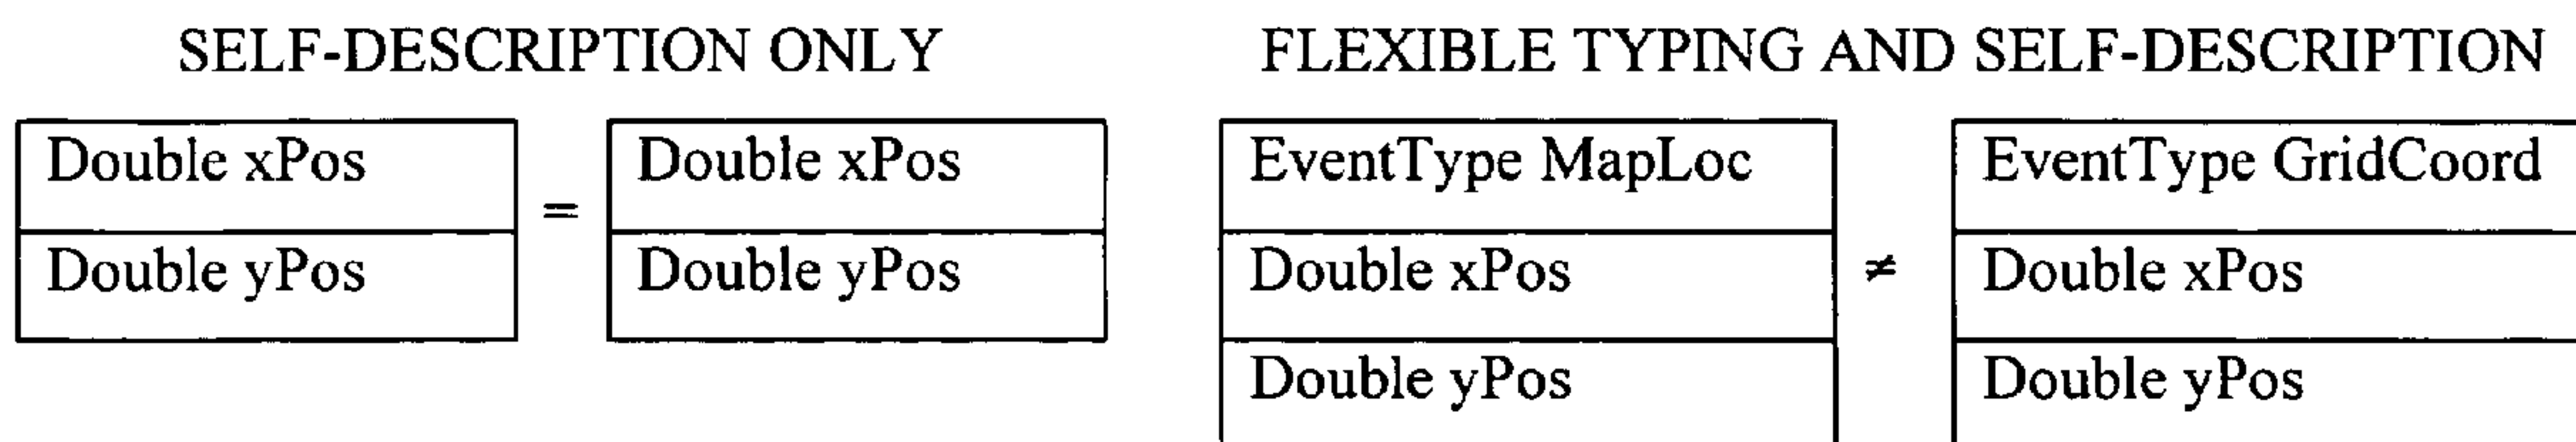 SELF-DESCRIPTION ONLY
Double xPos
Double yPos
=
Double xPos
Double yPos
FLEXIBLE TYPING AND SELF-DESCRIPTION
EventType MapLoc
Double xPos
Double yPos
≠
EventType GridCoord
Double xPos
Double yPos